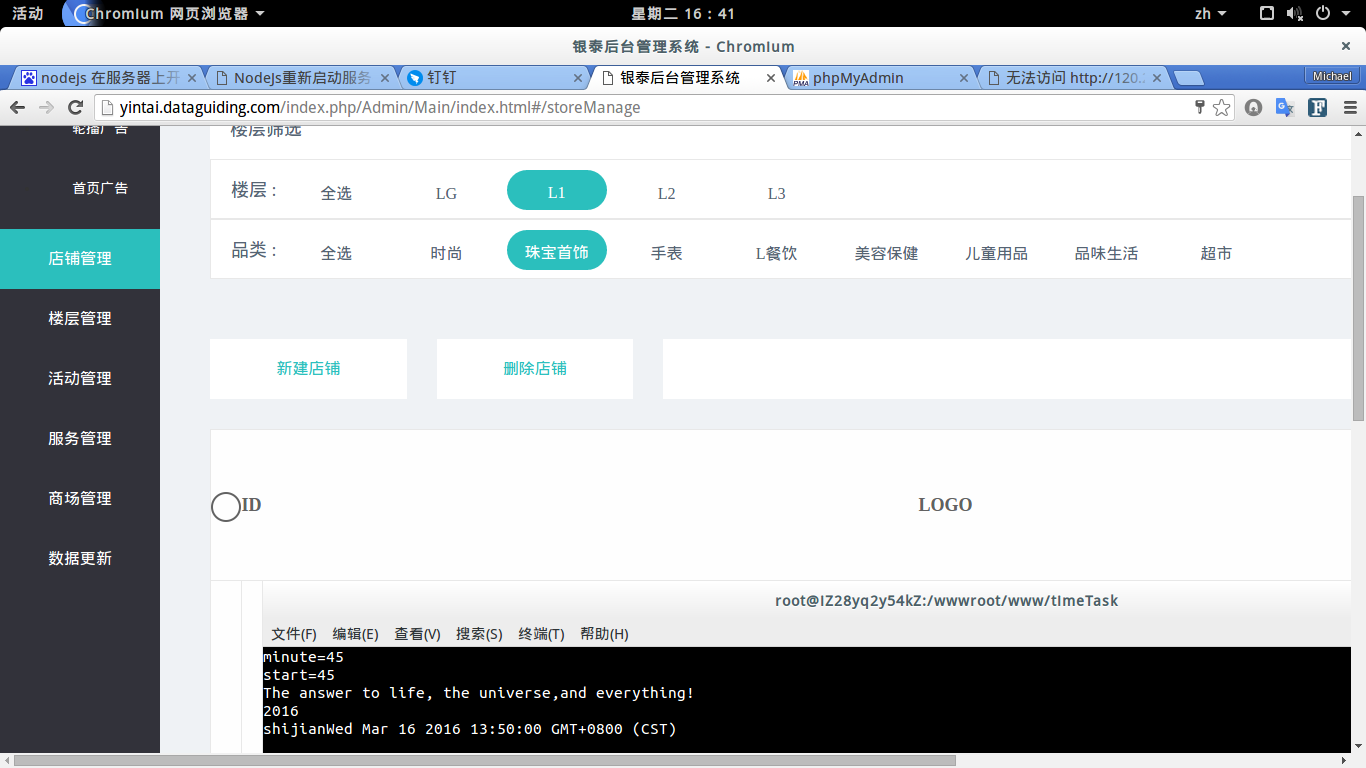 活动 Chromium 网页浏览器 星期二 16：41 zh
银泰后台管理系统 - Chromium
nodejs 在服务器上开 NodeJs重新启动服务 钉钉 银泰后台管理系统 phpMyAdmin 无法访问 http://120. Michael
yintai.dataguiding.com/index.php/Admin/Main/index.html#/storeManage
轮播广告
首页广告
店铺管理
楼层管理
活动管理
服务管理
商场管理
数据更新
楼层筛选
楼层 : 全选 LG L1 L2 L3
品类 : 全选 时尚 珠宝首饰 手表 L餐饮 美容保健 儿童用品 品味生活 超市
新建店铺 删除店铺
ID LOGO
root@iZ28yq2y54kZ:/wwwroot/www/timeTask
文件(F) 编辑(E) 查看(V) 搜索(S) 终端(T) 帮助(H)
minute=45
start=45
The answer to life, the universe,and everything!
2016
shijianWed Mar 16 2016 13:50:00 GMT+0800 (CST)